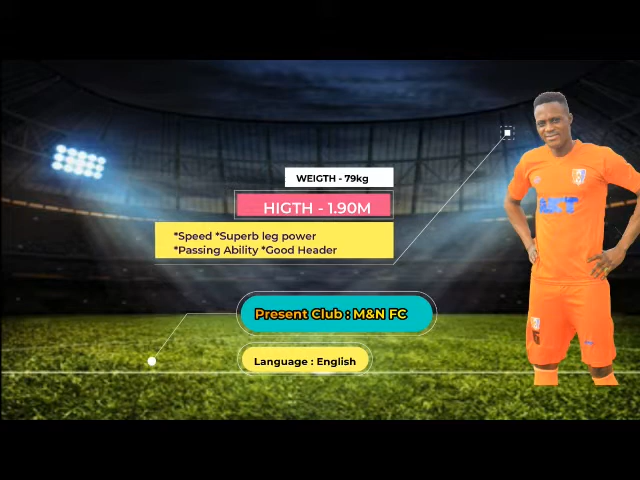 WEIGTH - 79kg
HIGTH - 1.90M
*Speed *Superb leg power
*Passing Ability *Good Header
Present Club : M&N FC
Language : English